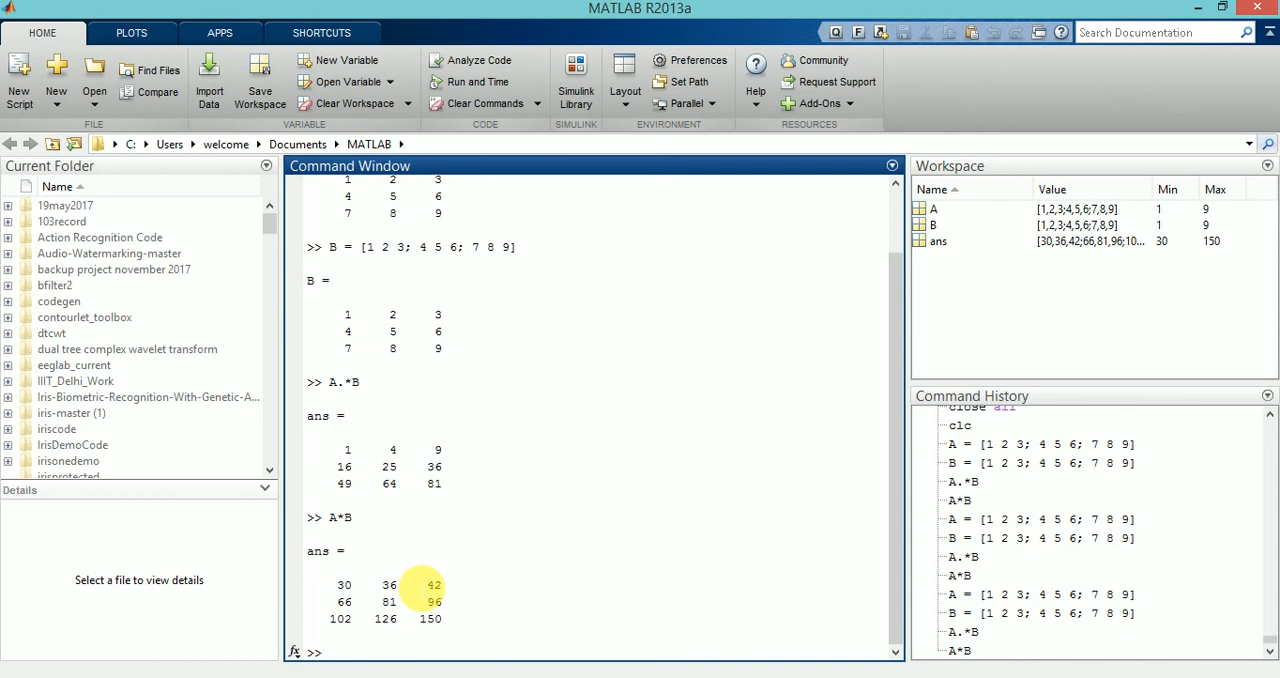 MATLAB R2013a
HOME PLOTS APPS SHORTCUTS
Search Documentation
New Script
New
Open
Find Files
Compare
Import Data
Save Workspace
New Variable
Open Variable
Clear Workspace
Analyze Code
Run and Time
Clear Commands
Simulink Library
Layout
Preferences
Set Path
Parallel
Help
Community
Request Support
Add-Ons
FILE VARIABLE CODE SIMULINK ENVIRONMENT RESOURCES
C: Users welcome Documents MATLAB
Current Folder
Name
19may2017
103record
Action Recognition Code
Audio-Watermarking-master
backup project november 2017
bfilter2
codegen
contourlet_toolbox
dtcwt
dual tree complex wavelet transform
eeglab_current
IIIT_Delhi_Work
Iris-Biometric-Recognition-With-Genetic-A...
iris-master (1)
iriscode
IrisDemoCode
irisonedemo
irisprotected
Details
Select a file to view details
Command Window
1 2 3
4 5 6
7 8 9
>> B = [1 2 3; 4 5 6; 7 8 9]
B =
1 2 3
4 5 6
7 8 9
>> A.*B
ans =
1 4 9
16 25 36
49 64 81
>> A*B
ans =
30 36 42
66 81 96
102 126 150
fx >>
Workspace
Name Value Min Max
A [1,2,3;4,5,6;7,8,9] 1 9
B [1,2,3;4,5,6;7,8,9] 1 9
ans [30,36,42;66,81,96;10... 30 150
Command History
close all
clc
A = [1 2 3; 4 5 6; 7 8 9]
B = [1 2 3; 4 5 6; 7 8 9]
A.*B
A*B
A = [1 2 3; 4 5 6; 7 8 9]
B = [1 2 3; 4 5 6; 7 8 9]
A.*B
A*B
A = [1 2 3; 4 5 6; 7 8 9]
B = [1 2 3; 4 5 6; 7 8 9]
A.*B
A*B